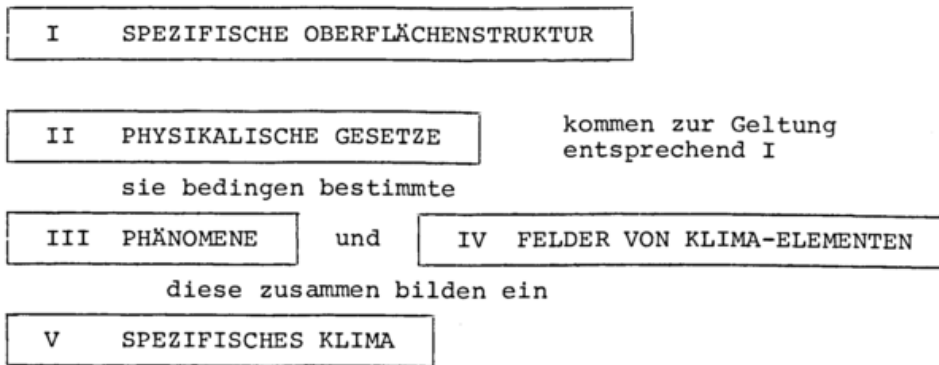 I SPEZIFISCHE OBERFLÄCHENSTRUKTUR
II PHYSIKALISCHE GESETZE
kommen zur Geltung
entsprechend I
sie bedingen bestimmte
III PHÄNOMENE und IV FELDER VON KLIMA-ELEMENTEN
diese zusammen bilden ein
V SPEZIFISCHES KLIMA